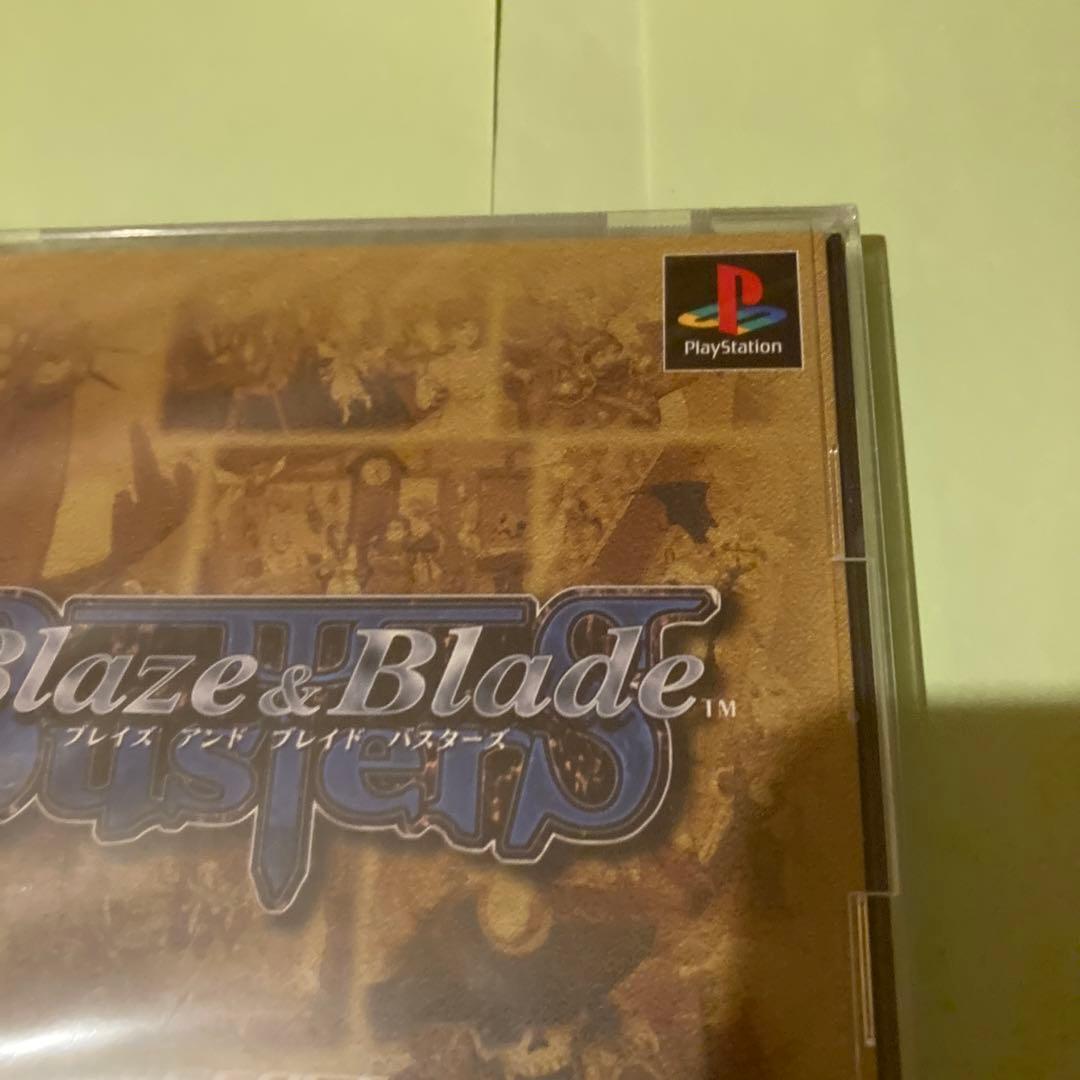 PlayStation
Blaze & Blade™
ブレイズ アンド ブレイド バスターズ
Busters